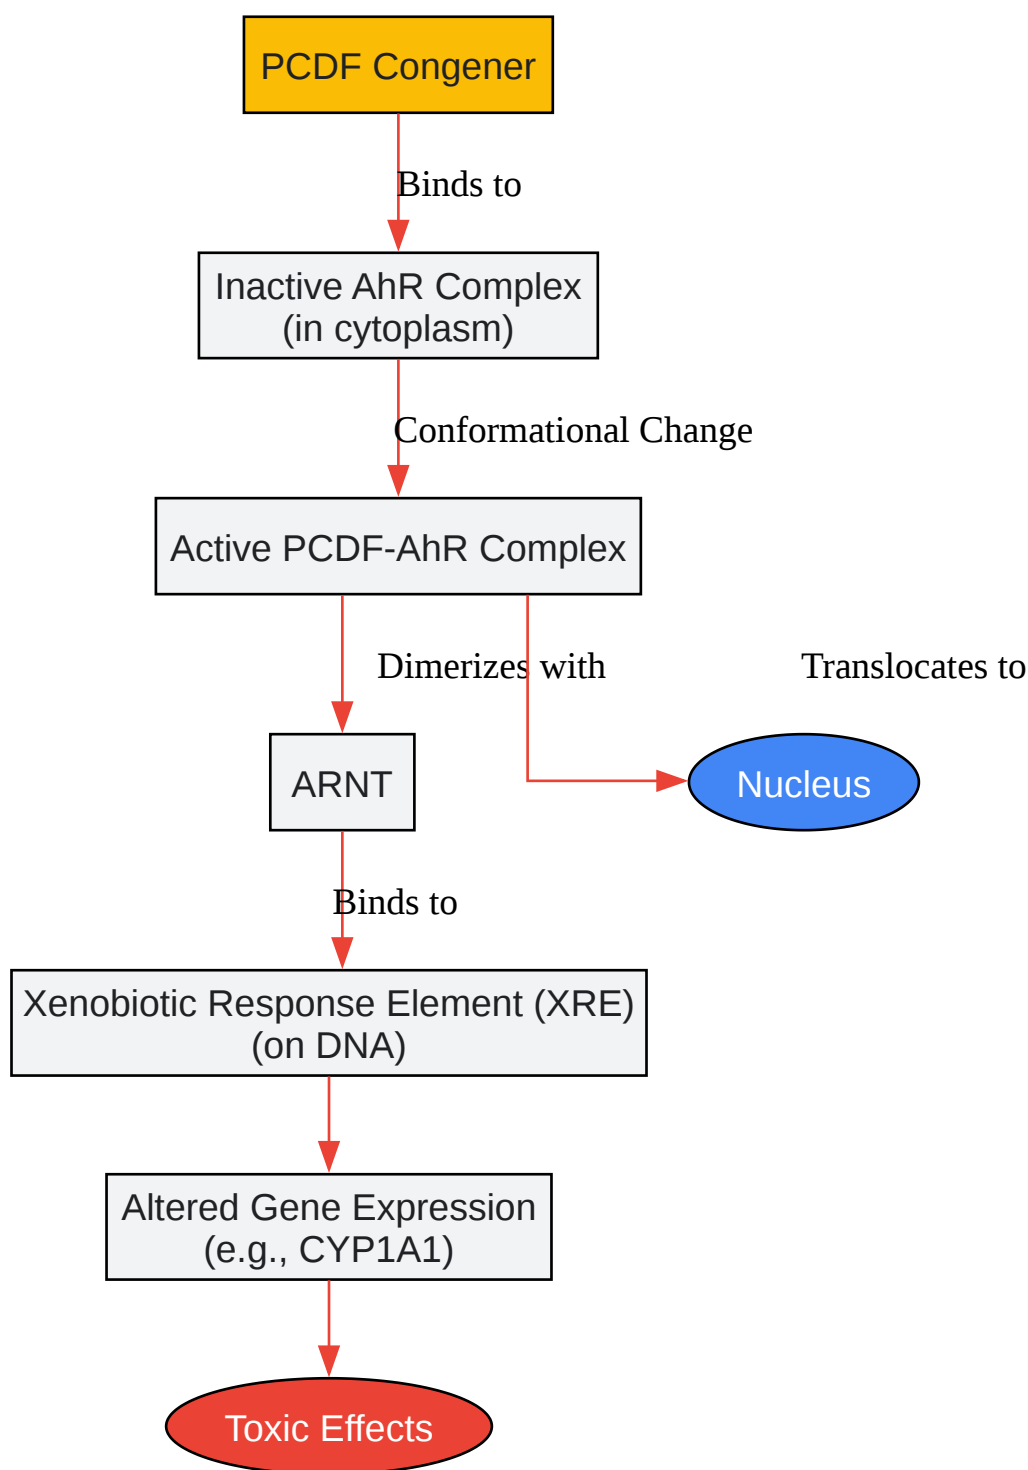 PCDF Congener
Binds to
Inactive AhR Complex
(in cytoplasm)
Conformational Change
Active PCDF-AhR Complex
Dimerizes with
Translocates to
ARNT
Nucleus
Binds to
Xenobiotic Response Element (XRE)
(on DNA)
Altered Gene Expression
(e.g., CYP1A1)
Toxic Effects